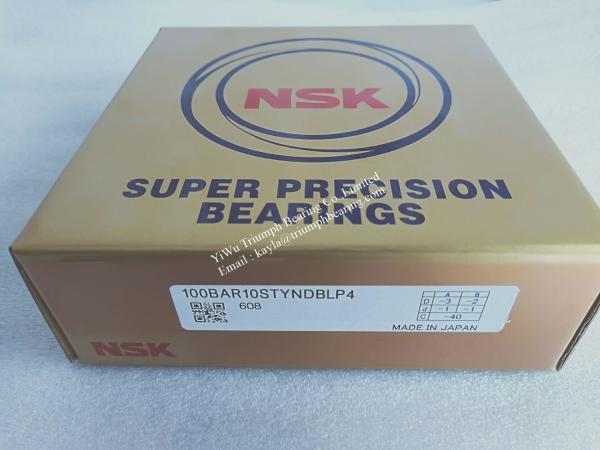 NSK
SUPER PRECISION
BEARINGS
YiWu Triumph Bearing Co, Limited
Email : kayla@triumphbearing.com
100BAR10STYNDBLP4
608
A B
D -3 -2
d -1 -1
C -40
MADE IN JAPAN
NSK